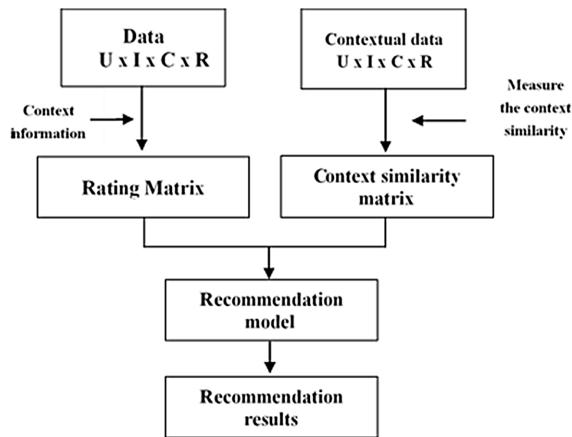 Data
U x I x C x R
Contextual data
U x I x C x R
Context
information
Measure
the context
similarity
Rating Matrix
Context similarity
matrix
Recommendation
model
Recommendation
results